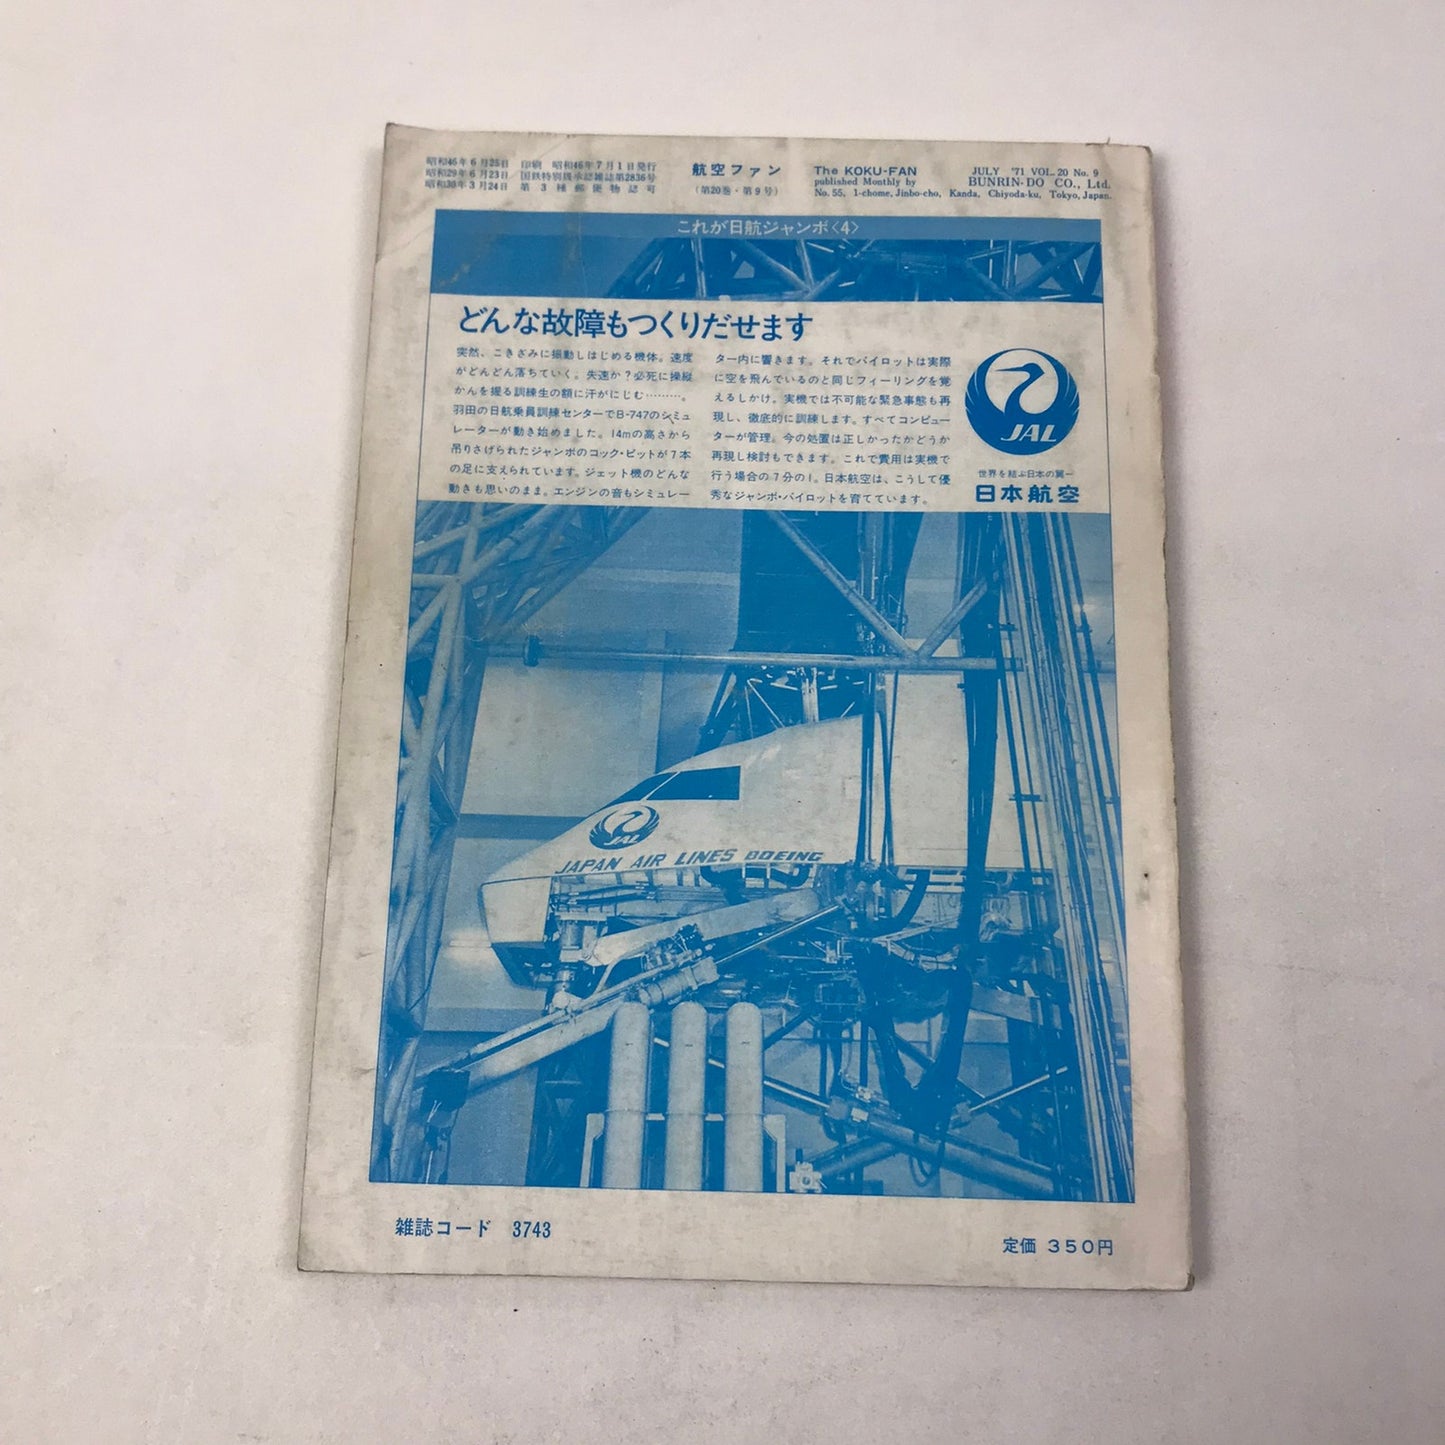 昭和46年6月25日 印刷 昭和46年7月1日発行
昭和29年6月23日 国鉄特別扱承認雑誌第2836号
昭和30年3月24日 第3種郵便物認可
航空ファン
(第20巻・第9号)
The KOKU-FAN JULY '71 VOL. 20 No. 9
published Monthly by BUNRIN-DO CO., Ltd.
No. 55, 1-chome, Jinbo-cho, Kanda, Chiyoda-ku, Tokyo, Japan.
これが日航ジャンボ〈4〉
どんな故障もつくりだせます
突然、こきざみに振動しはじめる機体。速度
がどんどん落ちていく。失速か?必死に操縦
かんを握る訓練生の額に汗がにじむ………。
羽田の日航乗員訓練センターでB-747のシミュ
レーターが動き始めました。14mの高さから
吊りさげられたジャンボのコック・ピットが7本
の足に支えられています。ジェット機のどんな
動きも思いのまま。エンジンの音もシミュレー
ター内に響きます。それでパイロットは実際
に空を飛んでいるのと同じフィーリングを覚
えるしかけ。実機では不可能な緊急事態も再
現し、徹底的に訓練します。すべてコンピュー
ターが管理。今の処置は正しかったかどうか
再現し検討もできます。これで費用は実機で
行う場合の7分の1。日本航空は、こうして優
秀なジャンボ・パイロットを育てています。
JAL
世界を結ぶ日本の翼一
日本航空
JAL
JAPAN AIR LINES BOEING
雑誌コード 3743
定価 350円